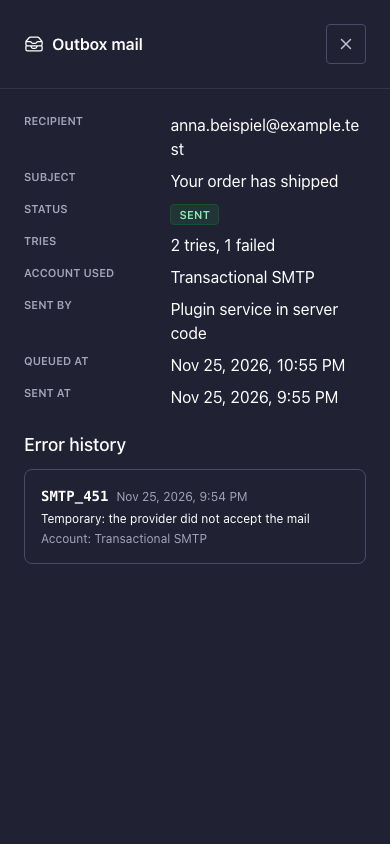 Outbox mail
RECIPIENT
anna.beispiel@example.te
st
SUBJECT
Your order has shipped
STATUS
SENT
TRIES
2 tries, 1 failed
ACCOUNT USED
Transactional SMTP
SENT BY
Plugin service in server
code
QUEUED AT
Nov 25, 2026, 10:55 PM
SENT AT
Nov 25, 2026, 9:55 PM
Error history
SMTP_451 Nov 25, 2026, 9:54 PM
Temporary: the provider did not accept the mail
Account: Transactional SMTP